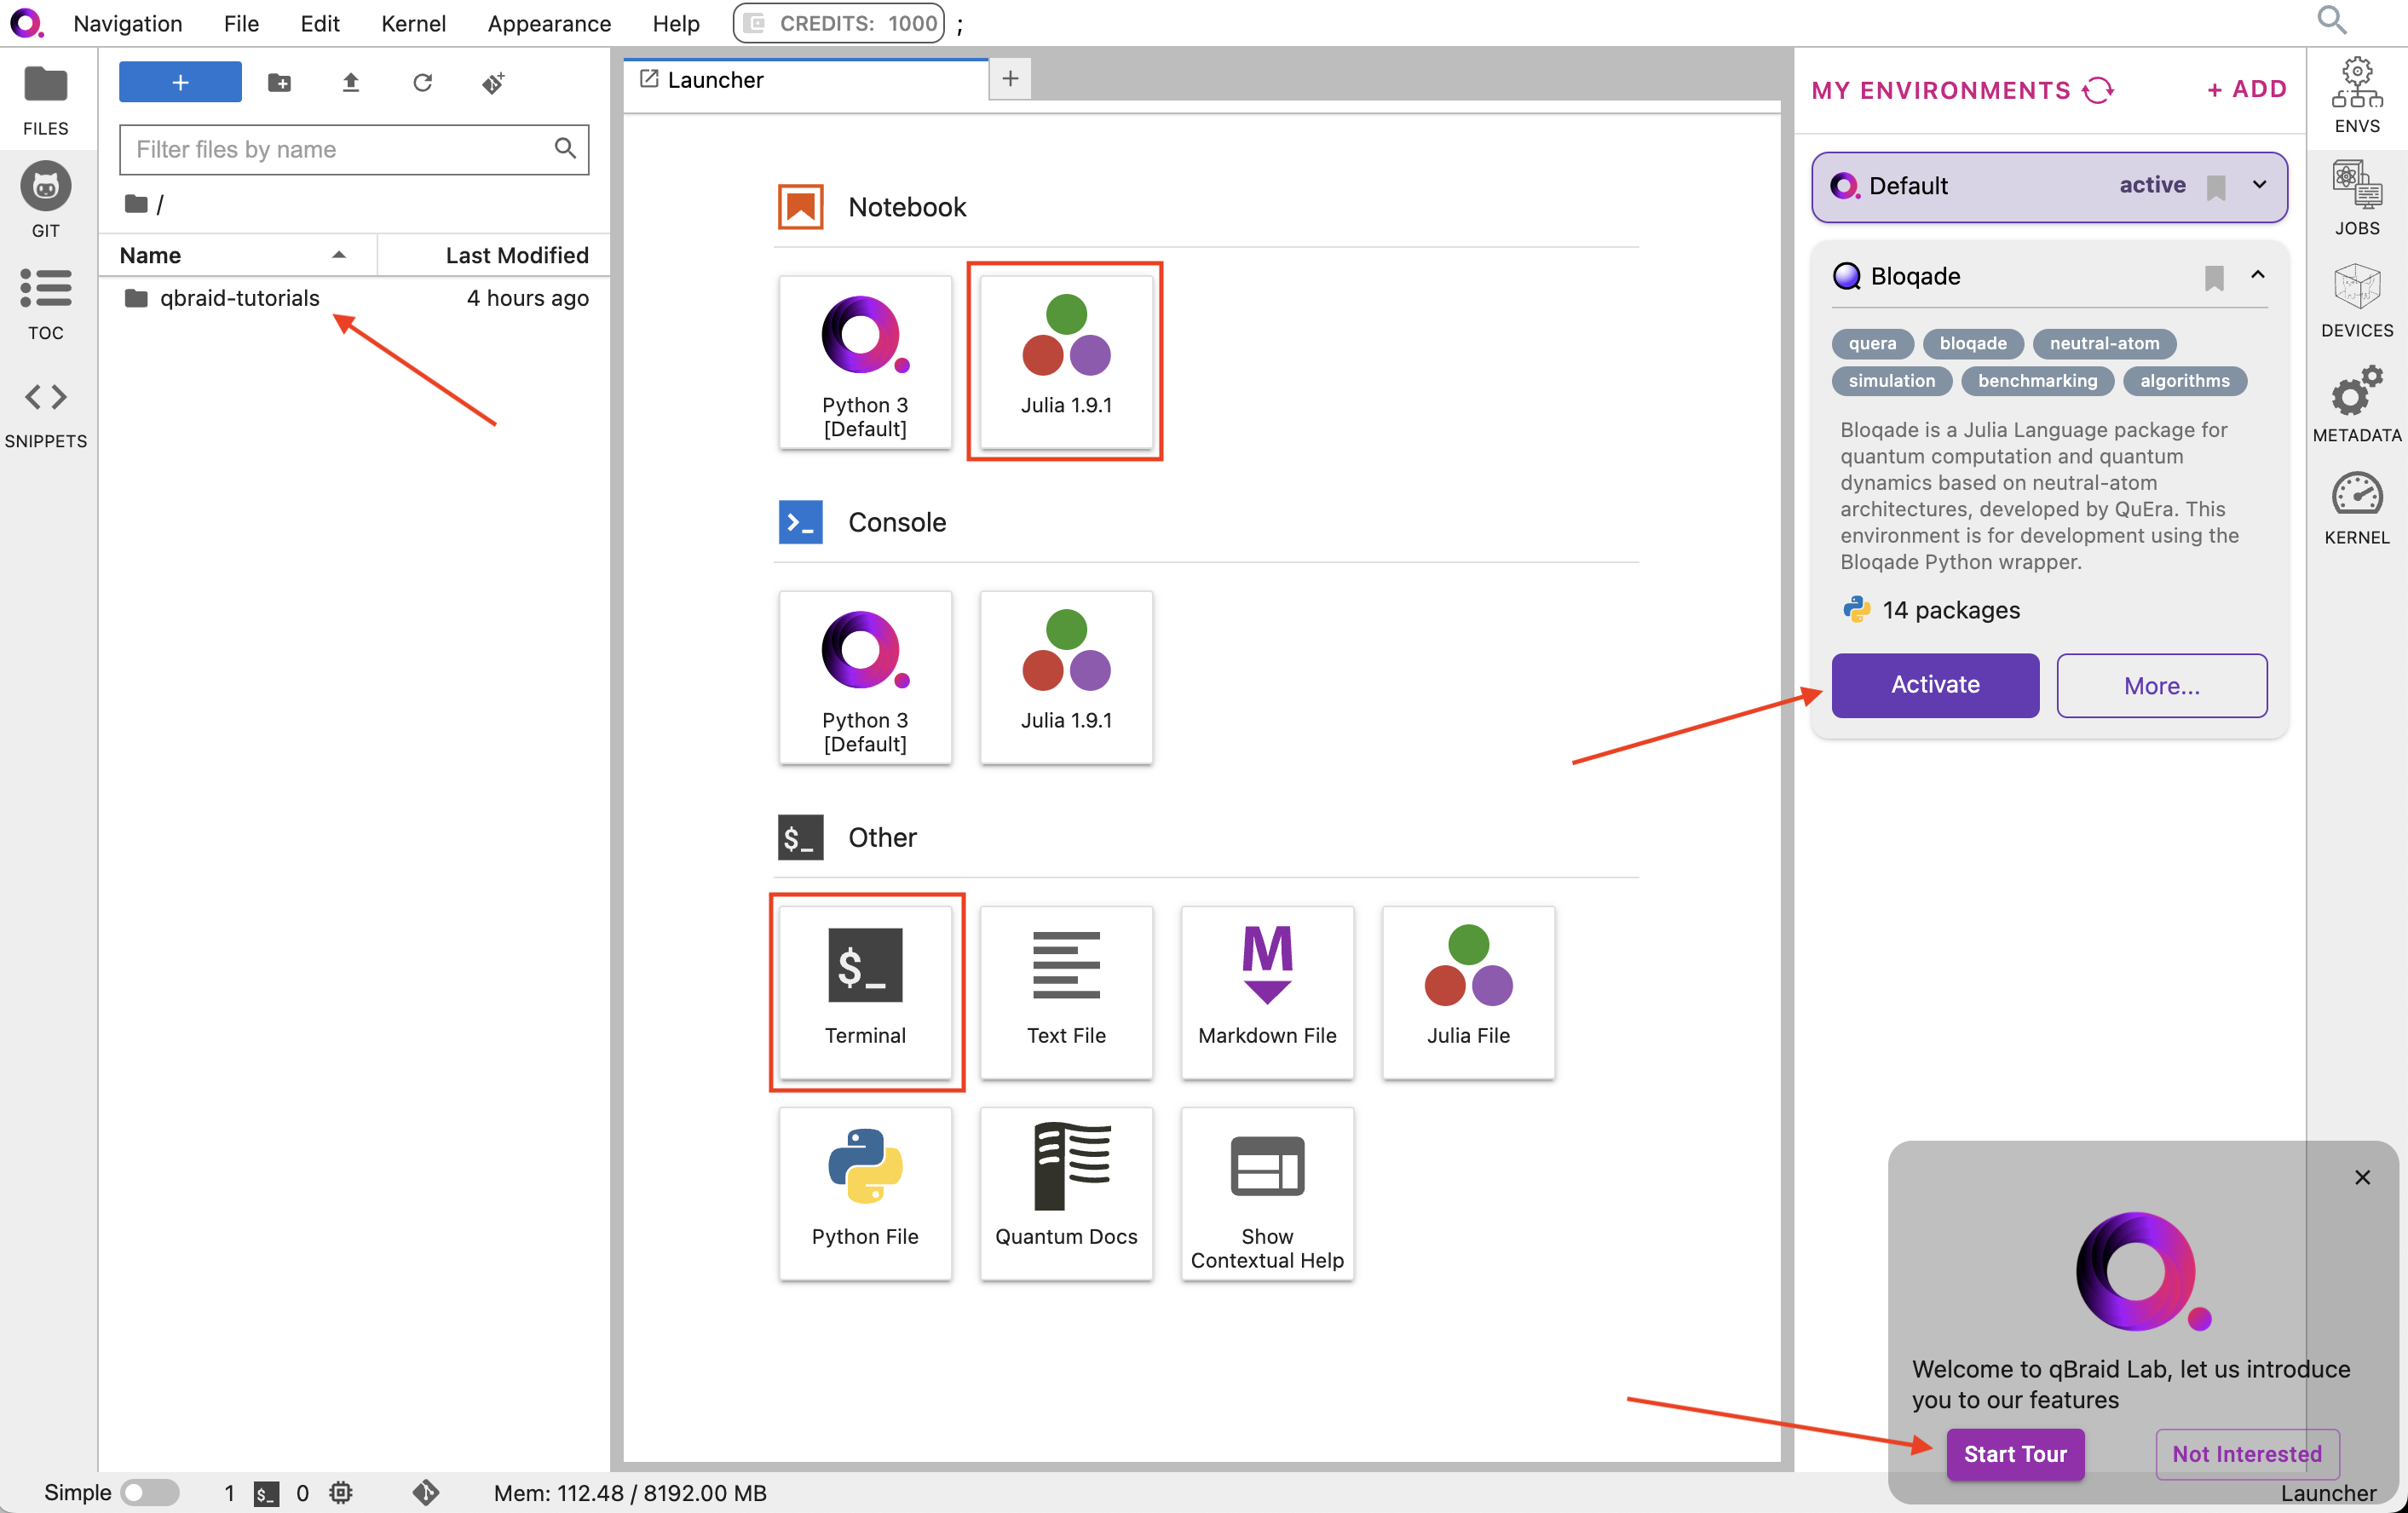 Navigation File Edit Kernel Appearance Help CREDITS: 1000 ;
FILES
GIT
TOC
SNIPPETS
+
Filter files by name
/
Name Last Modified
qbraid-tutorials 4 hours ago
Launcher +
Notebook
Python 3
[Default]
Julia 1.9.1
Console
Python 3
[Default]
Julia 1.9.1
$_ Other
$_
Terminal
Text File
M
Markdown File
Julia File
Python File
Quantum Docs
Show
Contextual Help
MY ENVIRONMENTS + ADD
Default active
Bloqade
quera bloqade neutral-atom
simulation benchmarking algorithms
Bloqade is a Julia Language package for
quantum computation and quantum
dynamics based on neutral-atom
architectures, developed by QuEra. This
environment is for development using the
Bloqade Python wrapper.
14 packages
Activate More...
ENVS
JOBS
DEVICES
METADATA
KERNEL
Welcome to qBraid Lab, let us introduce
you to our features
Start Tour Not Interested
Simple 1 $_ 0 Mem: 112.48 / 8192.00 MB Launcher